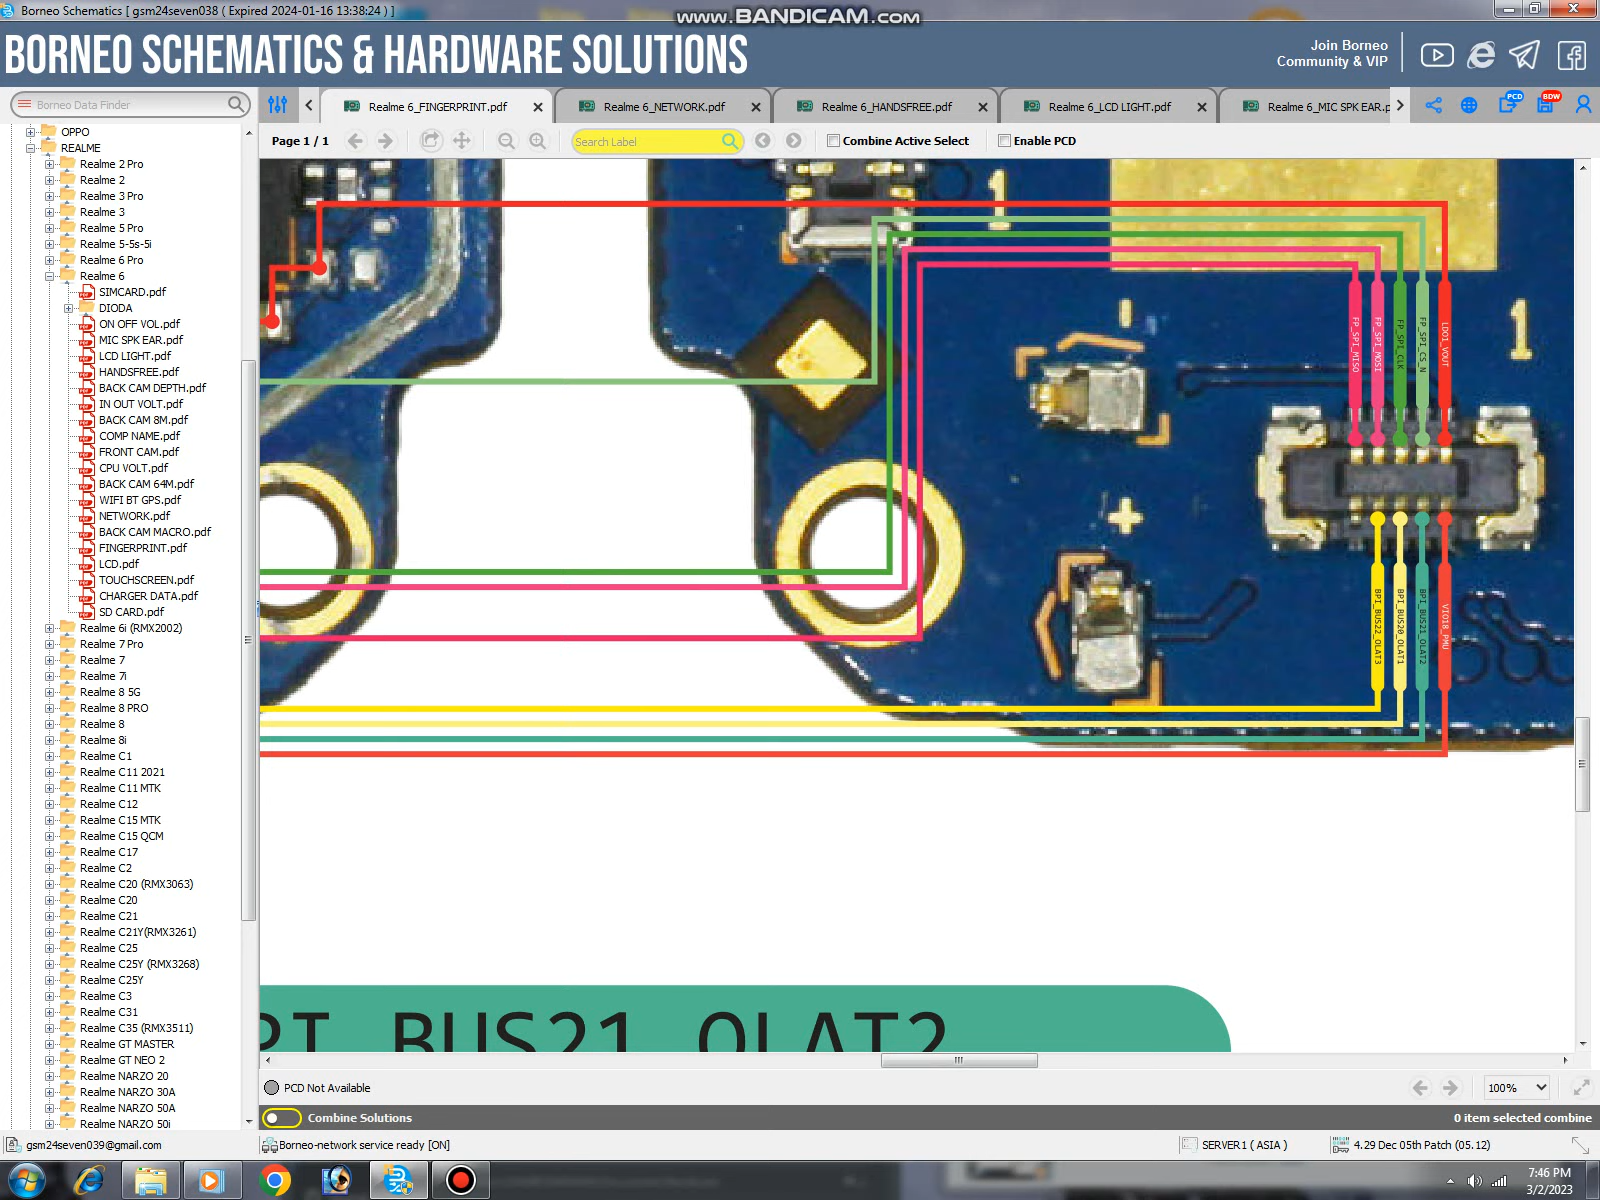 Borneo Schematics [ gsm24seven038 ( Expired 2024-01-16 13:38:24 ) ]
www.BANDICAM.com
BORNEO SCHEMATICS & HARDWARE SOLUTIONS
Join Borneo
Community & VIP
Borneo Data Finder
Realme 6_FINGERPRINT.pdf
Realme 6_NETWORK.pdf
Realme 6_HANDSFREE.pdf
Realme 6_LCD LIGHT.pdf
Realme 6_MIC SPK EAR.p
PCD
BDW
Page 1 / 1
Search Label
Combine Active Select
Enable PCD
OPPO
REALME
Realme 2 Pro
Realme 2
Realme 3 Pro
Realme 3
Realme 5 Pro
Realme 5-5s-5i
Realme 6 Pro
Realme 6
SIMCARD.pdf
DIODA
ON OFF VOL.pdf
MIC SPK EAR.pdf
LCD LIGHT.pdf
HANDSFREE.pdf
BACK CAM DEPTH.pdf
IN OUT VOLT.pdf
BACK CAM 8M.pdf
COMP NAME.pdf
FRONT CAM.pdf
CPU VOLT.pdf
BACK CAM 64M.pdf
WIFI BT GPS.pdf
NETWORK.pdf
BACK CAM MACRO.pdf
FINGERPRINT.pdf
LCD.pdf
TOUCHSCREEN.pdf
CHARGER DATA.pdf
SD CARD.pdf
Realme 6i (RMX2002)
Realme 7 Pro
Realme 7
Realme 7i
Realme 8 5G
Realme 8 PRO
Realme 8
Realme 8i
Realme C1
Realme C11 2021
Realme C11 MTK
Realme C12
Realme C15 MTK
Realme C15 QCM
Realme C17
Realme C2
Realme C20 (RMX3063)
Realme C20
Realme C21
Realme C21Y(RMX3261)
Realme C25
Realme C25Y (RMX3268)
Realme C25Y
Realme C3
Realme C31
Realme C35 (RMX3511)
Realme GT MASTER
Realme GT NEO 2
Realme NARZO 20
Realme NARZO 30A
Realme NARZO 50A
Realme NARZO 50i
1
1
FP_SPI_MISO
FP_SPI_MOSI
FP_SPI_CLK
FP_SPI_CS_N
LDO1_VOUT
BPI_BUS22_OLAT3
BPI_BUS20_OLAT1
BPI_BUS21_OLAT2
VIO18_PMU
PI_BUS21_OLAT2
PCD Not Available
100%
Combine Solutions
0 item selected combine
gsm24seven039@gmail.com
Borneo-network service ready [ON]
SERVER1 ( ASIA )
4.29 Dec 05th Patch (05.12)
7:46 PM
3/2/2023